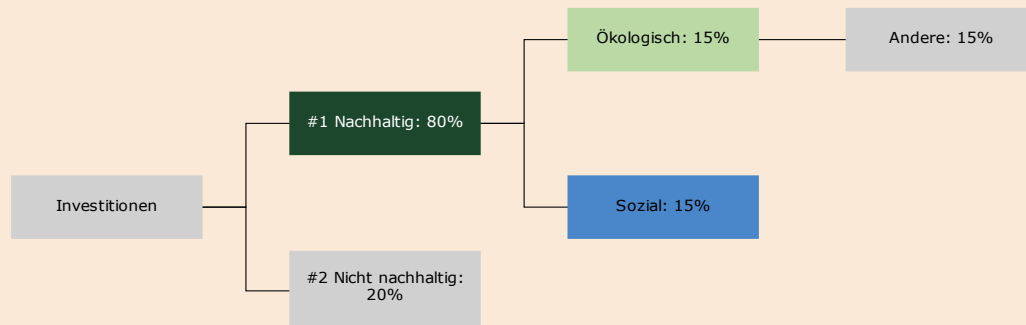 Ökologisch: 15%
Andere: 15%
#1 Nachhaltig: 80%
Investitionen
Sozial: 15%
#2 Nicht nachhaltig:
20%